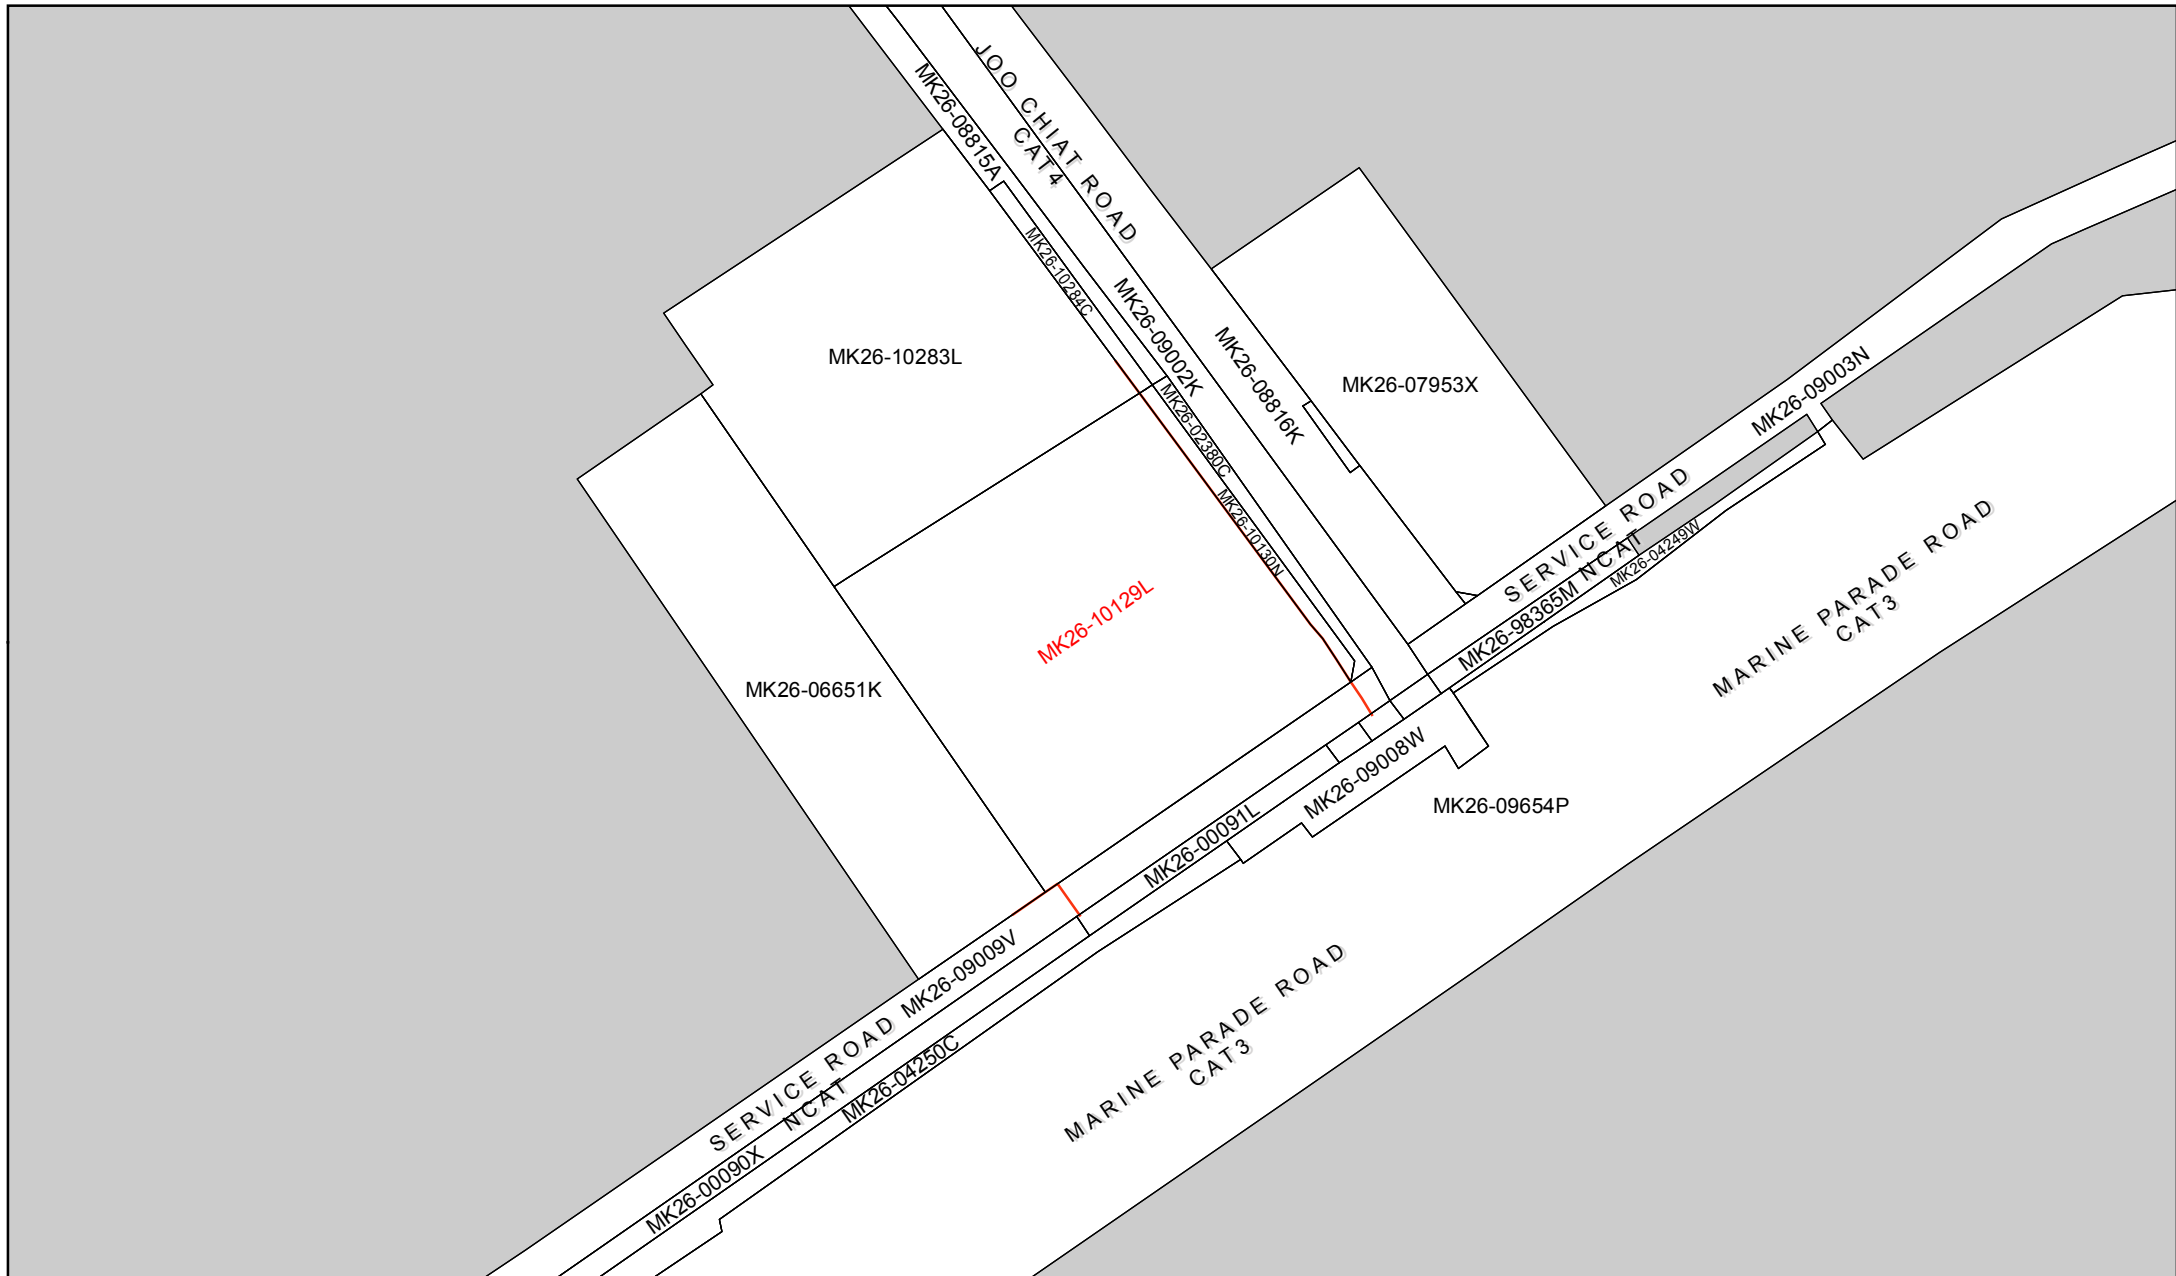 JOO CHIAT ROAD
CAT4
MK26-08815A
MK26-10284C
MK26-09002K
MK26-10283L
MK26-08816K
MK26-07953X
MK26-09003N
MK26-02380C
MK26-10130N
SERVICE ROAD
NCAT
MK26-98365M
MK26-04249W
MARINE PARADE ROAD
CAT3
MK26-10129L
MK26-06651K
MK26-09008W
MK26-09654P
MK26-00091L
MK26-09009V
SERVICE ROAD
NCAT
MK26-04250C
MK26-00090X
MARINE PARADE ROAD
CAT3